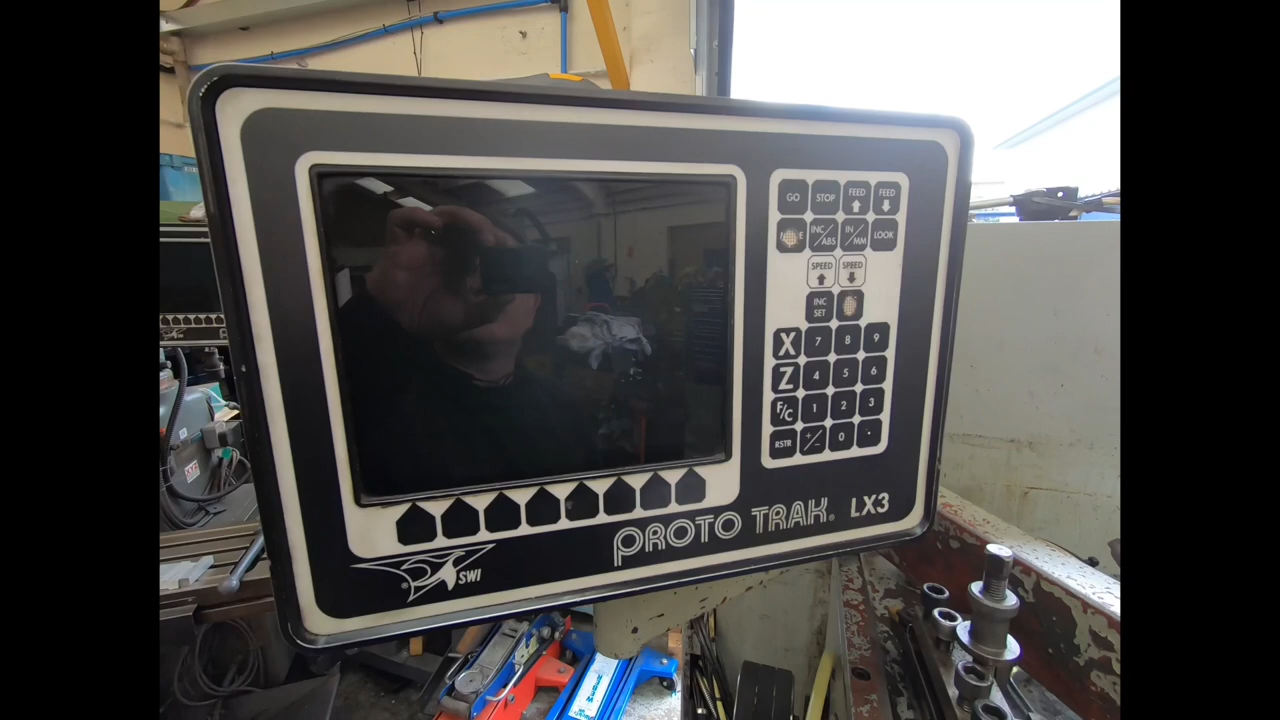 GO STOP FEED FEED
INC/ABS IN/MM LOOK
SPEED SPEED
INC SET
X 7 8 9
Z 4 5 6
F/C 1 2 3
RSTR +/- 0 .
PROTO TRAK® LX3
® SWI